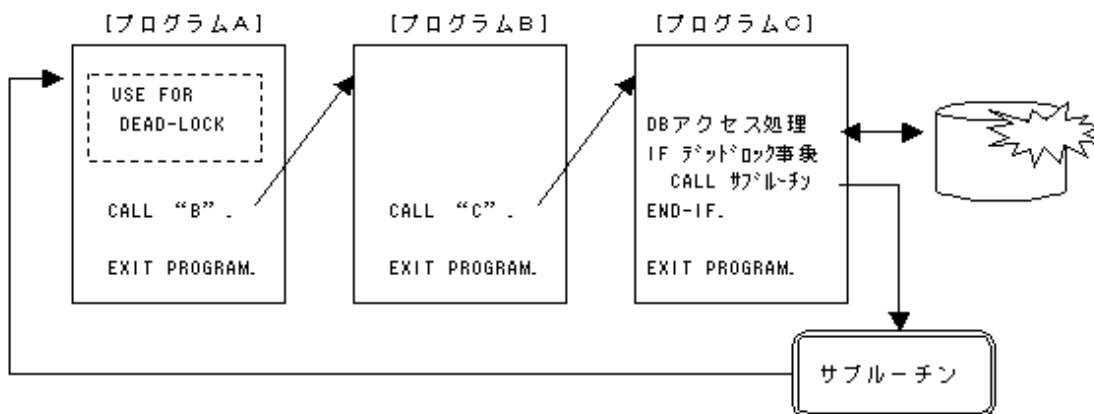 [プログラムA]
USE FOR
DEAD-LOCK
CALL “B”.
EXIT PROGRAM.
[プログラムB]
CALL “C”.
EXIT PROGRAM.
[プログラムC]
DBアクセス処理
IF デッドロック事象
CALL サブルーチン
END-IF.
EXIT PROGRAM.
サブルーチン